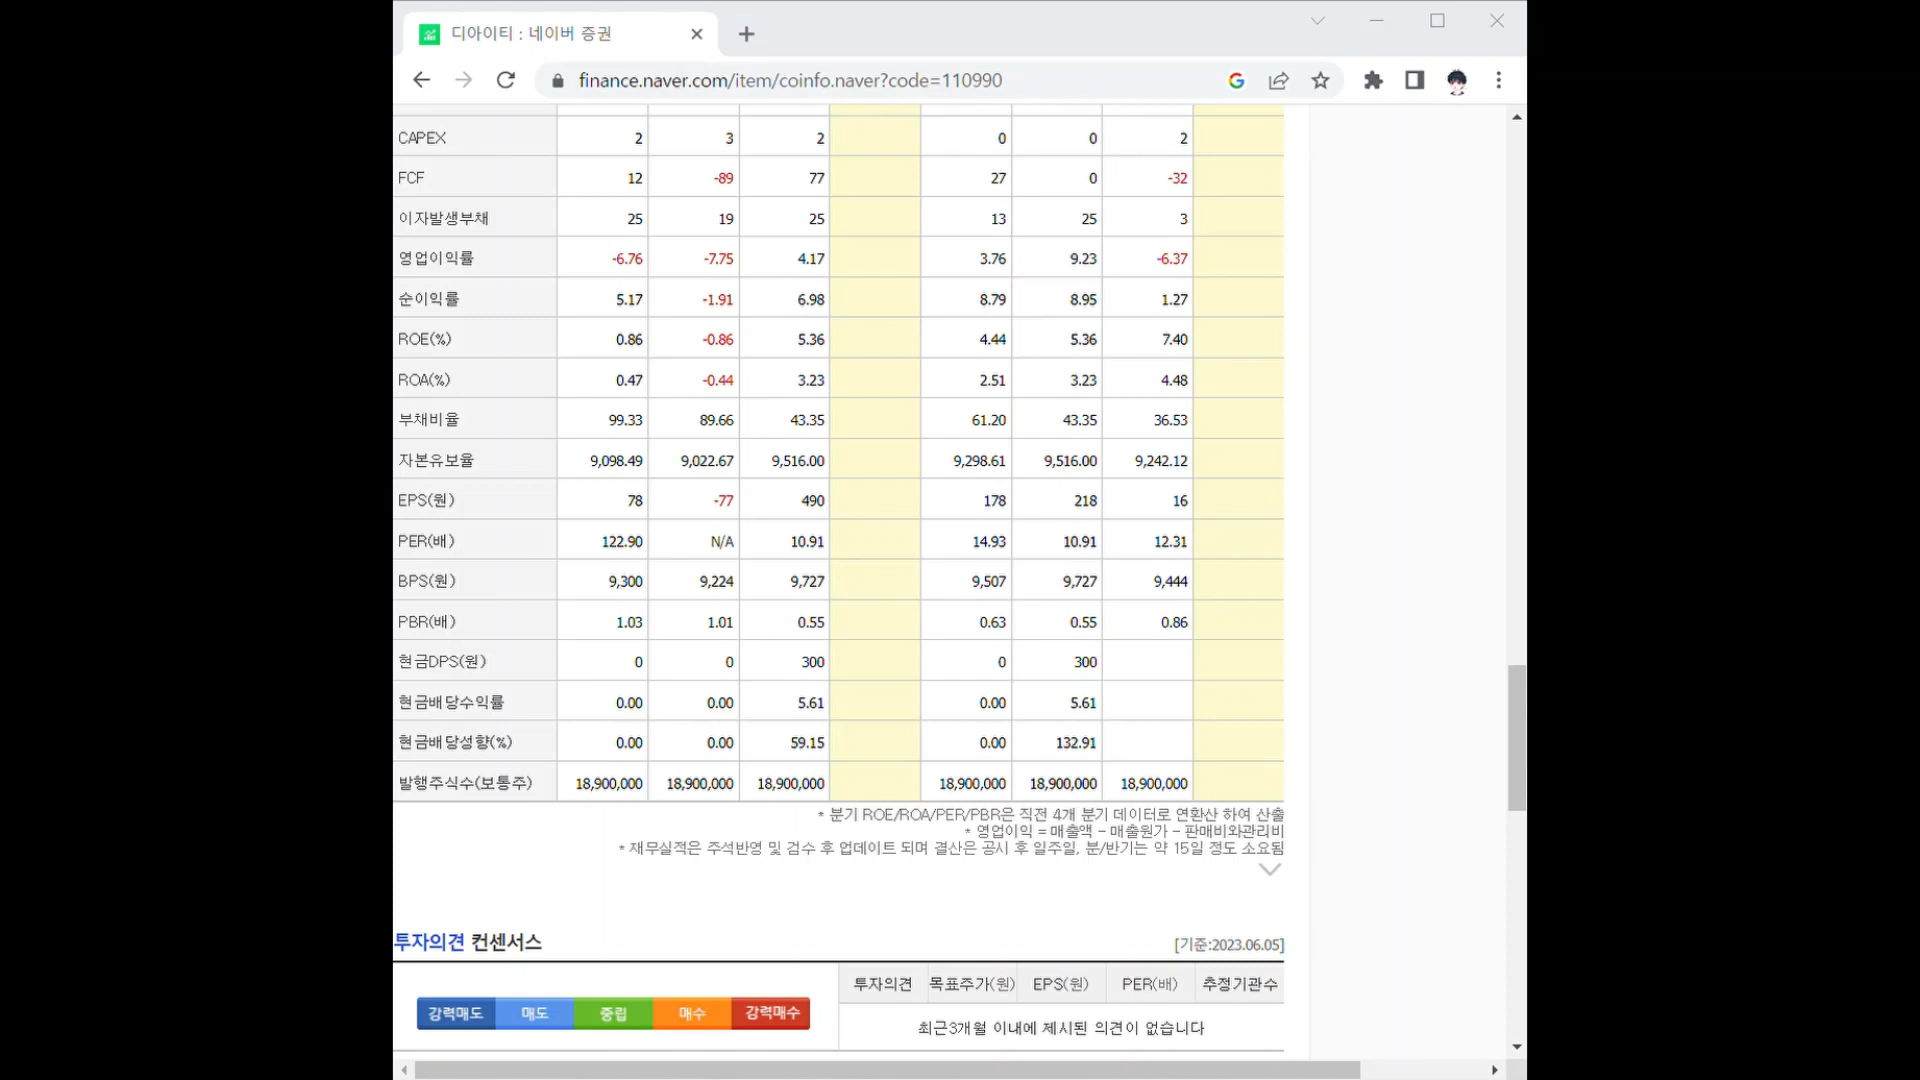 디아이티 : 네이버 증권
finance.naver.com/item/coinfo.naver?code=110990
CAPEX 2 3 2 0 0 2
FCF 12 -89 77 27 0 -32
이자발생부채 25 19 25 13 25 3
영업이익률 -6.76 -7.75 4.17 3.76 9.23 -6.37
순이익률 5.17 -1.91 6.98 8.79 8.95 1.27
ROE(%) 0.86 -0.86 5.36 4.44 5.36 7.40
ROA(%) 0.47 -0.44 3.23 2.51 3.23 4.48
부채비율 99.33 89.66 43.35 61.20 43.35 36.53
자본유보율 9,098.49 9,022.67 9,516.00 9,298.61 9,516.00 9,242.12
EPS(원) 78 -77 490 178 218 16
PER(배) 122.90 N/A 10.91 14.93 10.91 12.31
BPS(원) 9,300 9,224 9,727 9,507 9,727 9,444
PBR(배) 1.03 1.01 0.55 0.63 0.55 0.86
현금DPS(원) 0 0 300 0 300
현금배당수익률 0.00 0.00 5.61 0.00 5.61
현금배당성향(%) 0.00 0.00 59.15 0.00 132.91
발행주식수(보통주) 18,900,000 18,900,000 18,900,000 18,900,000 18,900,000 18,900,000
* 분기 ROE/ROA/PER/PBR은 직전 4개 분기 데이터로 연환산 하여 산출
* 영업이익 = 매출액 - 매출원가 - 판매비와관리비
* 재무실적은 주석반영 및 검수 후 업데이트 되며 결산은 공시 후 일주일, 분/반기는 약 15일 정도 소요됨
투자의견 컨센서스 [기준:2023.06.05]
강력매도 매도 중립 매수 강력매수
투자의견 목표주가(원) EPS(원) PER(배) 추정기관수
최근3개월 이내에 제시된 의견이 없습니다